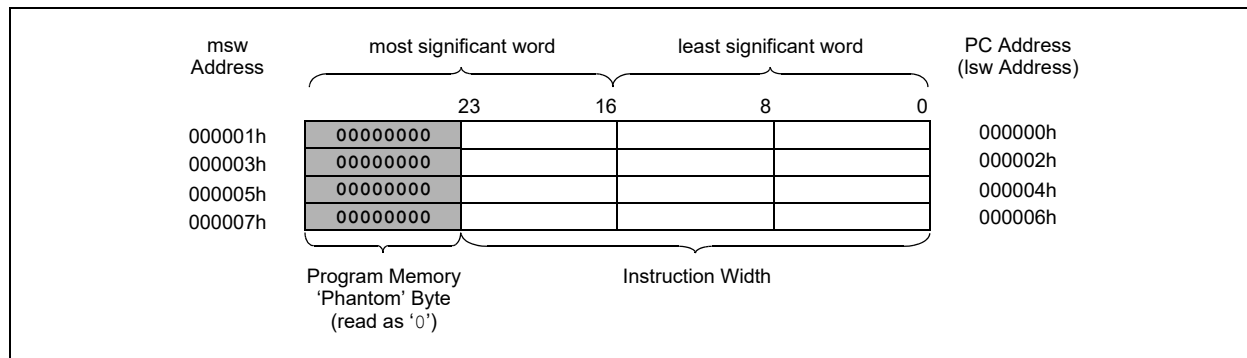 msw
Address
most significant word
least significant word
PC Address
(lsw Address)
23 16 8 0
000001h 00000000 000000h
000003h 00000000 000002h
000005h 00000000 000004h
000007h 00000000 000006h
Program Memory
‘Phantom’ Byte
(read as ‘0’)
Instruction Width